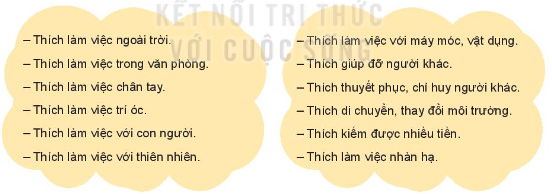 KẾT NỐI TRI THỨC
VỚI CUỘC SỐNG
– Thích làm việc ngoài trời.
– Thích làm việc trong văn phòng.
– Thích làm việc chân tay.
– Thích làm việc trí óc.
– Thích làm việc với con người.
– Thích làm việc với thiên nhiên.
– Thích làm việc với máy móc, vật dụng.
– Thích giúp đỡ người khác.
– Thích thuyết phục, chỉ huy người khác.
– Thích di chuyển, thay đổi môi trường.
– Thích kiếm được nhiều tiền.
– Thích làm việc nhàn hạ.